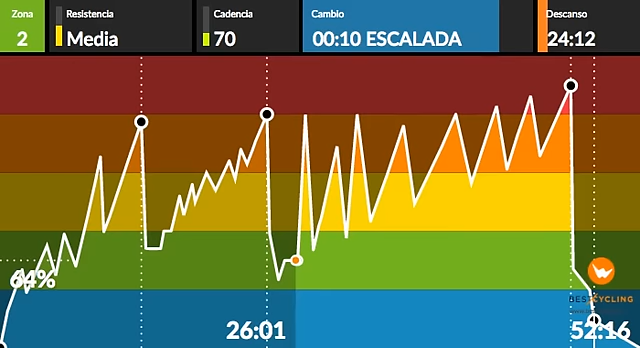 Zona
2
Resistencia
Media
Cadencia
70
Cambio
00:10 ESCALADA
Descanso
24:12
64%
BESTCYCLING
26:01
52:16